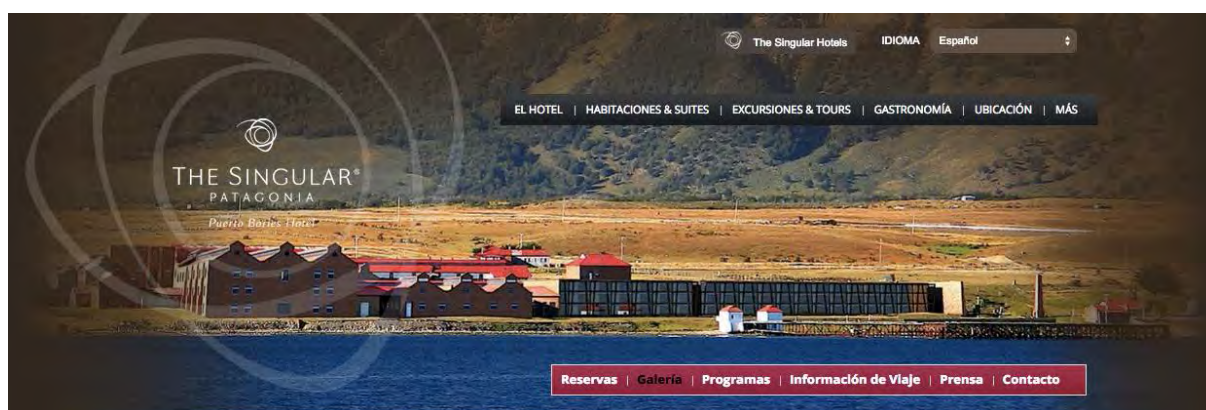 The Singular Hotels IDIOMA Español
EL HOTEL | HABITACIONES & SUITES | EXCURSIONES & TOURS | GASTRONOMÍA | UBICACIÓN | MÁS
THE SINGULAR®
PATAGONIA
Puerto Bories Hotel
Reservas | Galería | Programas | Información de Viaje | Prensa | Contacto